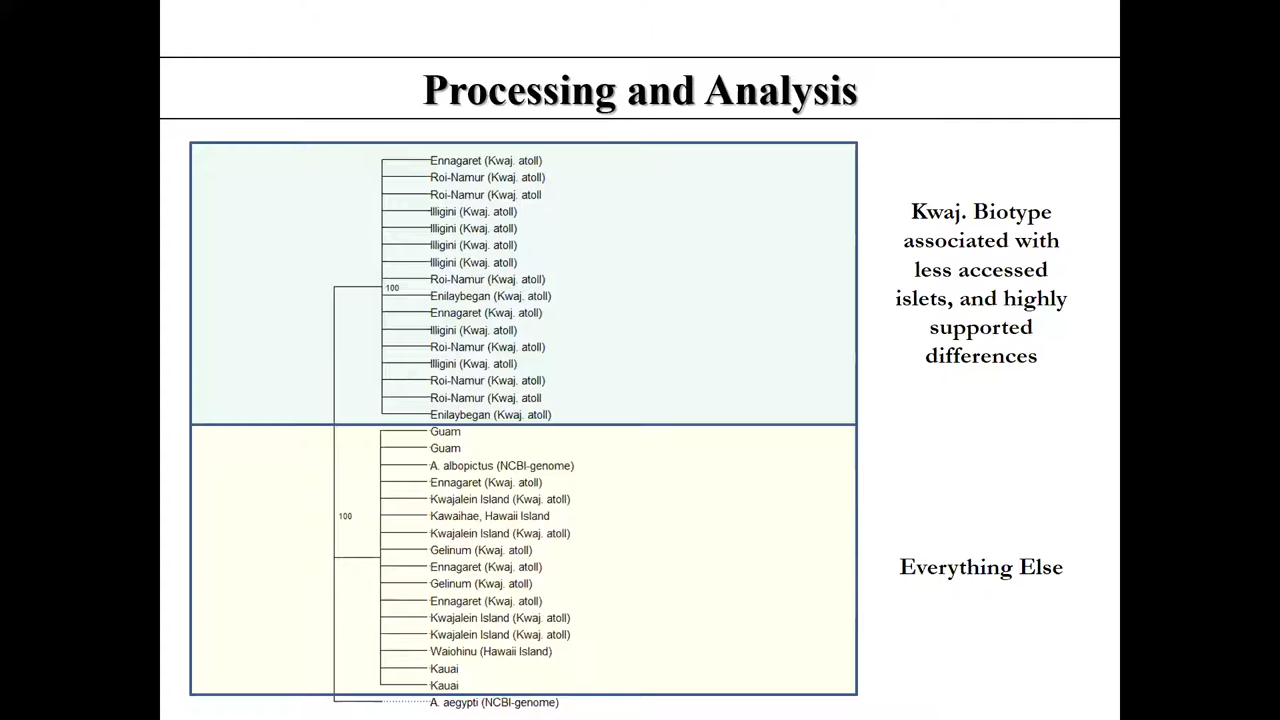 Processing and Analysis
Ennagaret (Kwaj. atoll)
Roi-Namur (Kwaj. atoll)
Roi-Namur (Kwaj. atoll
Illigini (Kwaj. atoll)
Illigini (Kwaj. atoll)
Illigini (Kwaj. atoll)
Illigini (Kwaj. atoll)
Roi-Namur (Kwaj. atoll)
100
Enilaybegan (Kwaj. atoll)
Ennagaret (Kwaj. atoll)
Illigini (Kwaj. atoll)
Roi-Namur (Kwaj. atoll)
Illigini (Kwaj. atoll)
Roi-Namur (Kwaj. atoll)
Roi-Namur (Kwaj. atoll
Enilaybegan (Kwaj. atoll)
Kwaj. Biotype
associated with
less accessed
islets, and highly
supported
differences
Guam
Guam
A. albopictus (NCBI-genome)
Ennagaret (Kwaj. atoll)
Kwajalein Island (Kwaj. atoll)
100
Kawaihae, Hawaii Island
Kwajalein Island (Kwaj. atoll)
Gelinum (Kwaj. atoll)
Ennagaret (Kwaj. atoll)
Gelinum (Kwaj. atoll)
Ennagaret (Kwaj. atoll)
Kwajalein Island (Kwaj. atoll)
Kwajalein Island (Kwaj. atoll)
Waiohinu (Hawaii Island)
Kauai
Kauai
A. aegypti (NCBI-genome)
Everything Else